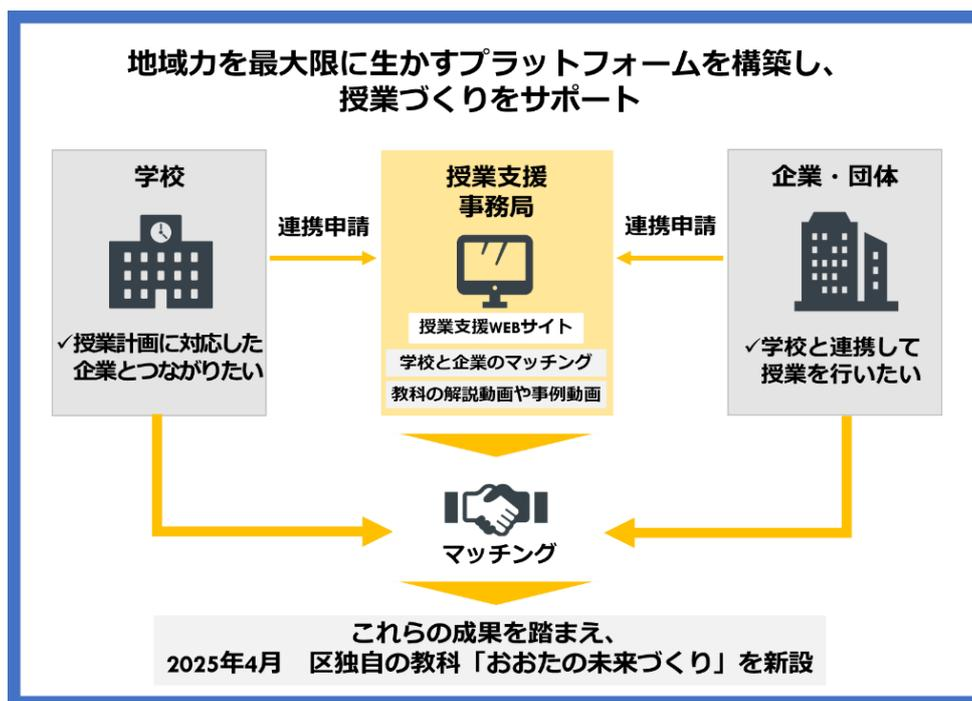 地域力を最大限に生かすプラットフォームを構築し、
授業づくりをサポート
学校
✓授業計画に対応した
企業とつながりたい
連携申請
授業支援
事務局
授業支援WEBサイト
学校と企業のマッチング
教科の解説動画や事例動画
連携申請
企業・団体
✓学校と連携して
授業を行いたい
マッチング
これらの成果を踏まえ、
2025年4月　区独自の教科「おおたの未来づくり」を新設